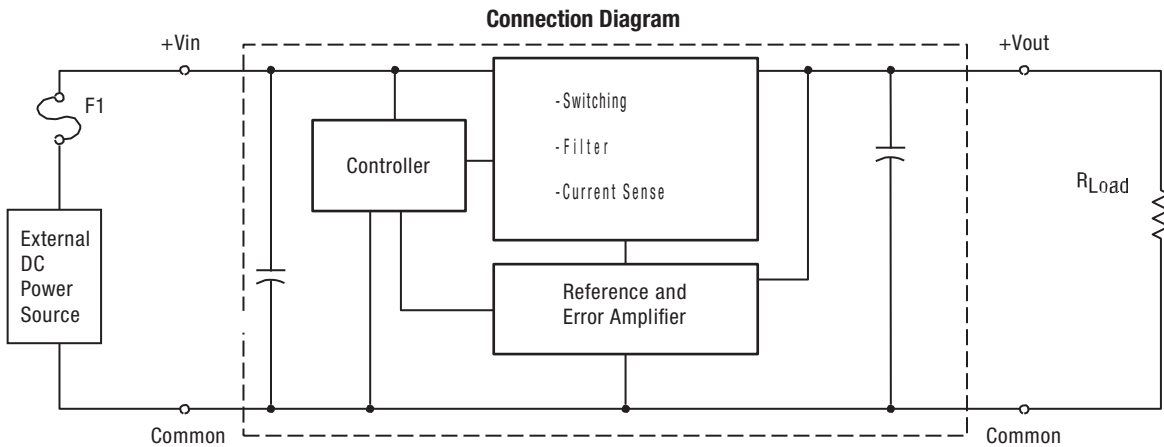 Connection Diagram
+Vin
+Vout
F1
-Switching
-Filter
-Current Sense
Controller
RLoad
External
DC
Power
Source
Reference and
Error Amplifier
Common
Common